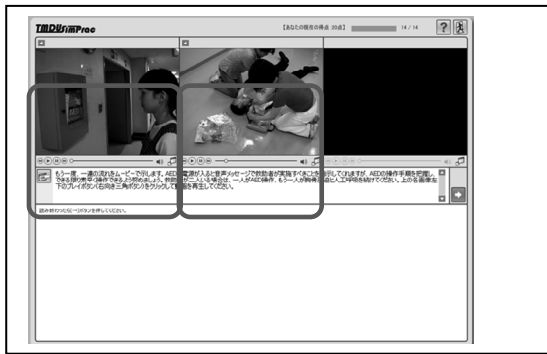 TMDUSimPrac
【あなたの現在の得点 20点】
14 / 14
?
もう一度、一連の流れをムービーで示します。AED電源が入ると音声メッセージで救助者が実施すべきことを指示してくれますが、AEDの操作手順を把握し、
できる限り素早く操作できるよう努めましょう。救助者が二人いる場合は、一人がAED操作、もう一人が胸骨圧迫と人工呼吸を続けてください。上の各画像左
下のプレイボタン(右向き三角ボタン)をクリックして動画を再生してください。
読み終わったら(→)ボタンを押してください。